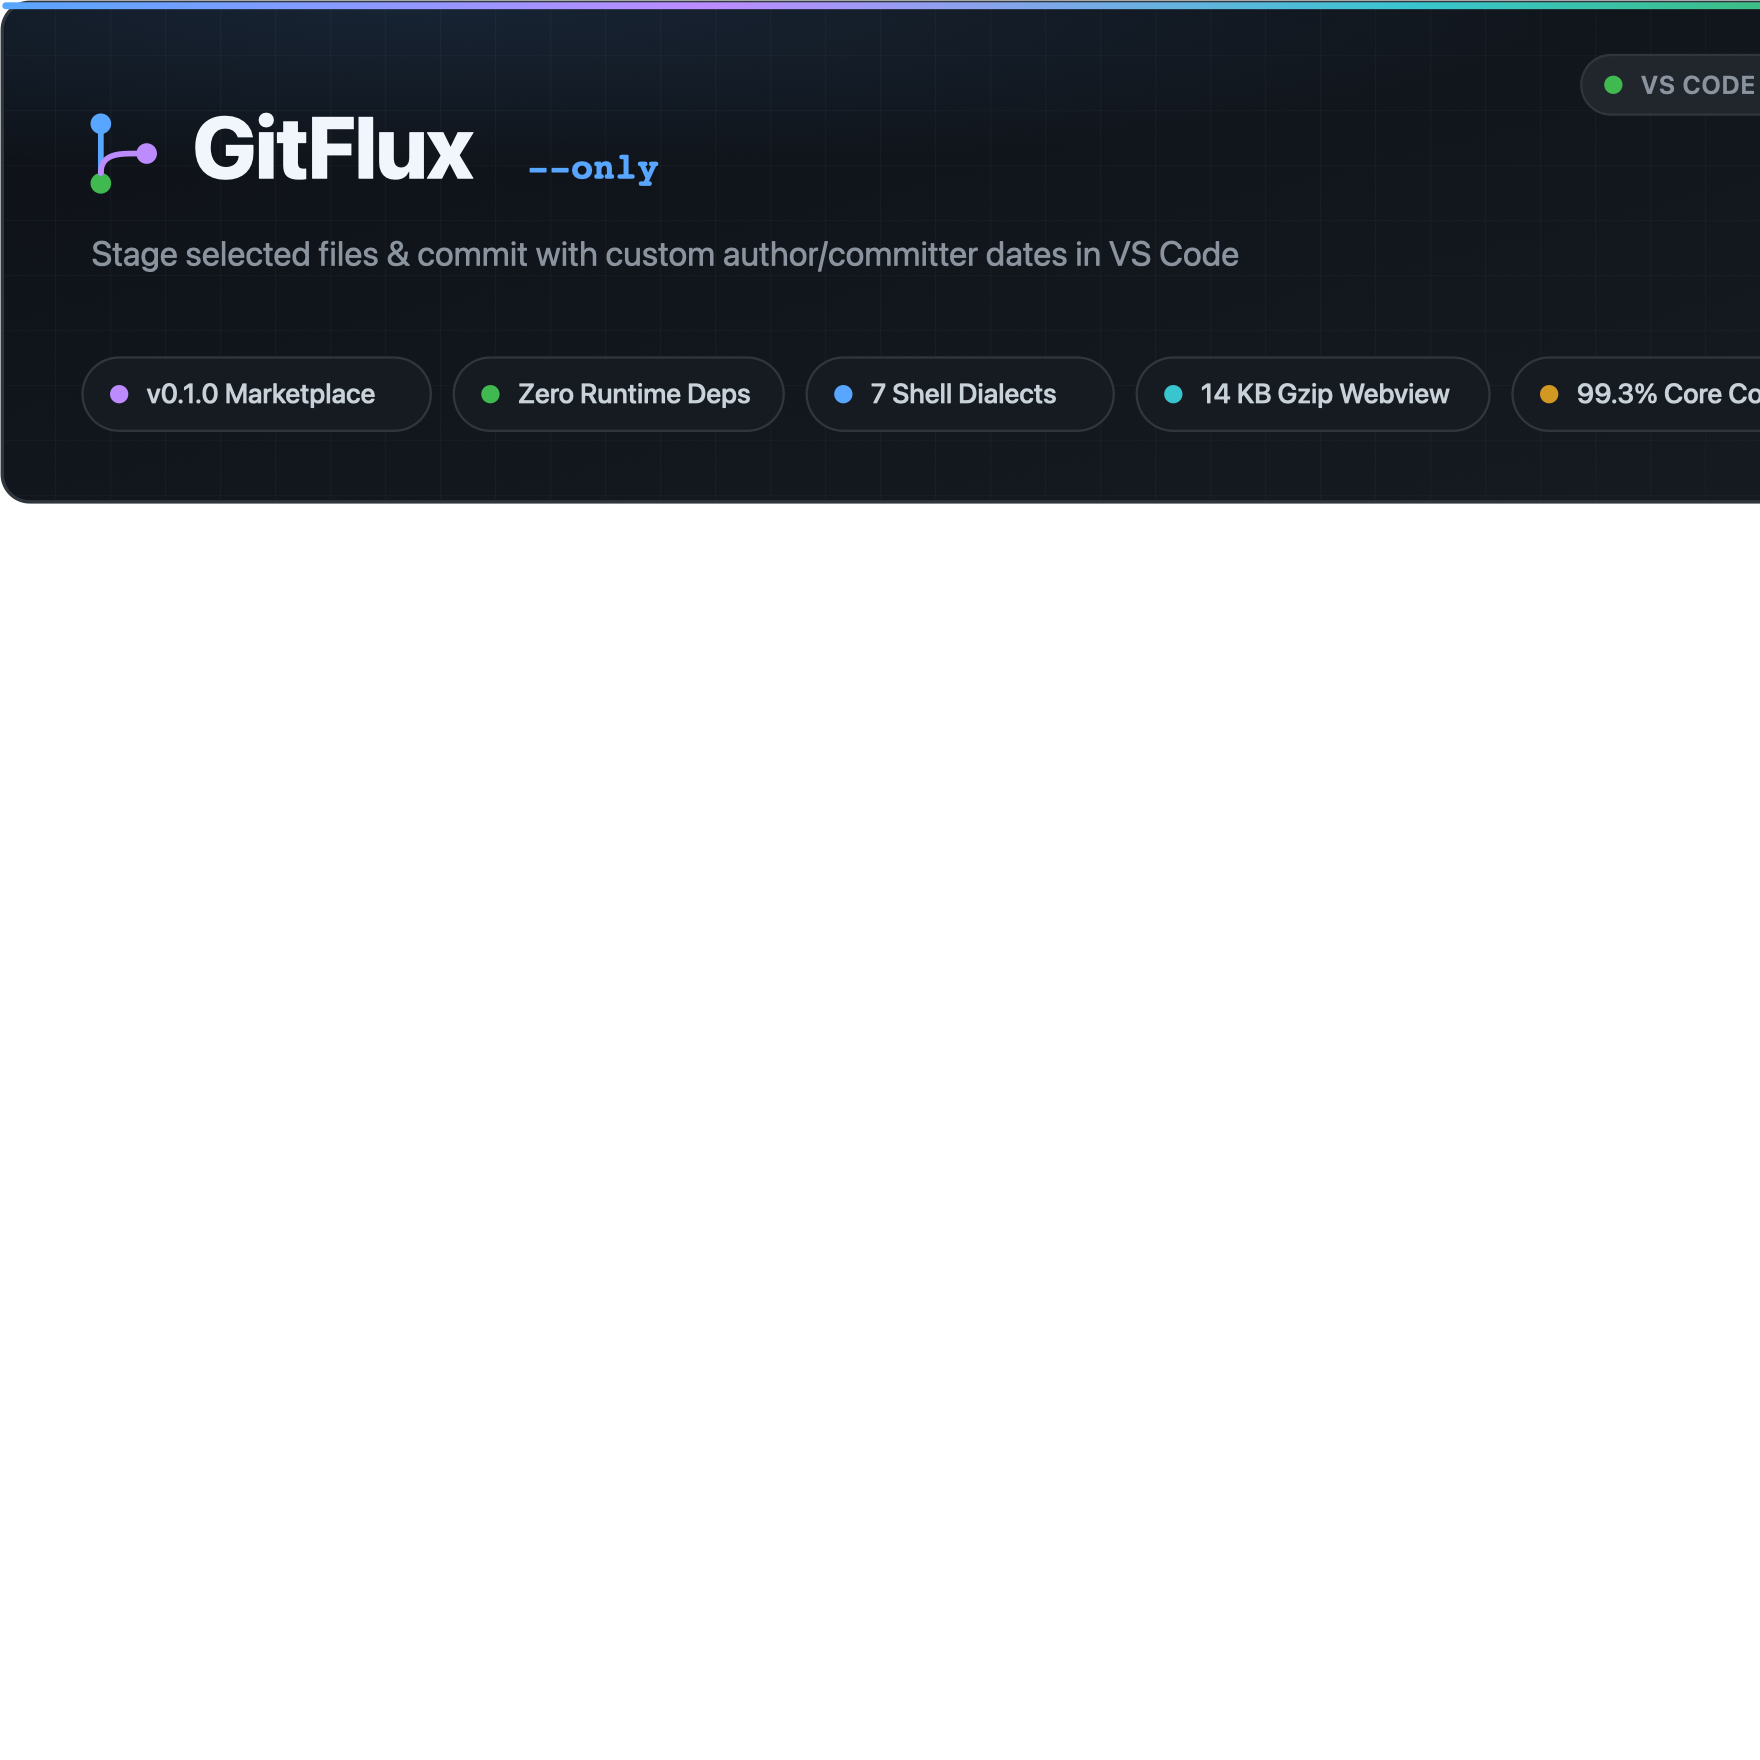 VS CODE
GitFlux --only
Stage selected files & commit with custom author/committer dates in VS Code
v0.1.0 Marketplace
Zero Runtime Deps
7 Shell Dialects
14 KB Gzip Webview
99.3% Core